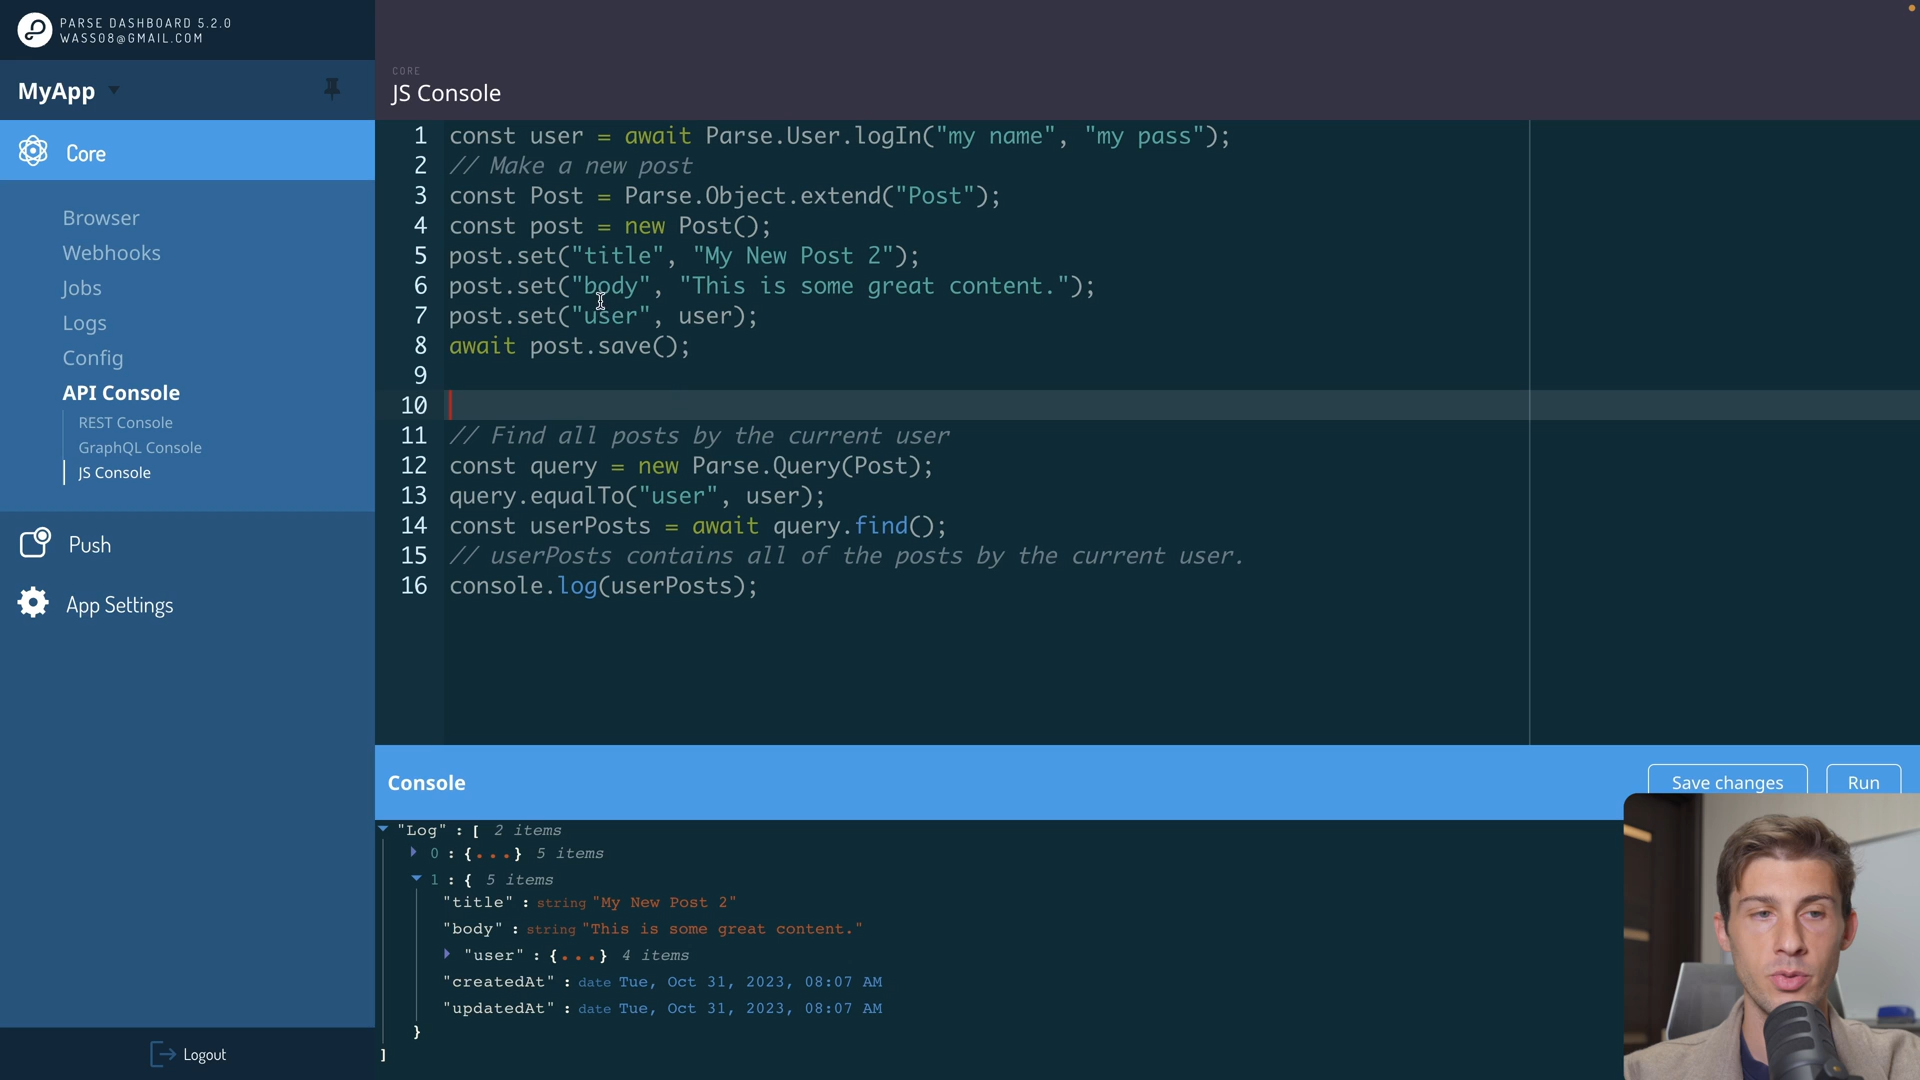 PARSE DASHBOARD 5.2.0
WASS08@GMAIL.COM
MyApp
Core
Browser
Webhooks
Jobs
Logs
Config
API Console
REST Console
GraphQL Console
JS Console
Push
App Settings
Logout
CORE
JS Console
1 const user = await Parse.User.logIn("my name", "my pass");
2 // Make a new post
3 const Post = Parse.Object.extend("Post");
4 const post = new Post();
5 post.set("title", "My New Post 2");
6 post.set("body", "This is some great content.");
7 post.set("user", user);
8 await post.save();
9
10
11 // Find all posts by the current user
12 const query = new Parse.Query(Post);
13 query.equalTo("user", user);
14 const userPosts = await query.find();
15 // userPosts contains all of the posts by the current user.
16 console.log(userPosts);
Console
Save changes
Run
"Log" : [ 2 items
0 : {...} 5 items
1 : { 5 items
"title" : string "My New Post 2"
"body" : string "This is some great content."
"user" : {...} 4 items
"createdAt" : date Tue, Oct 31, 2023, 08:07 AM
"updatedAt" : date Tue, Oct 31, 2023, 08:07 AM
}
]